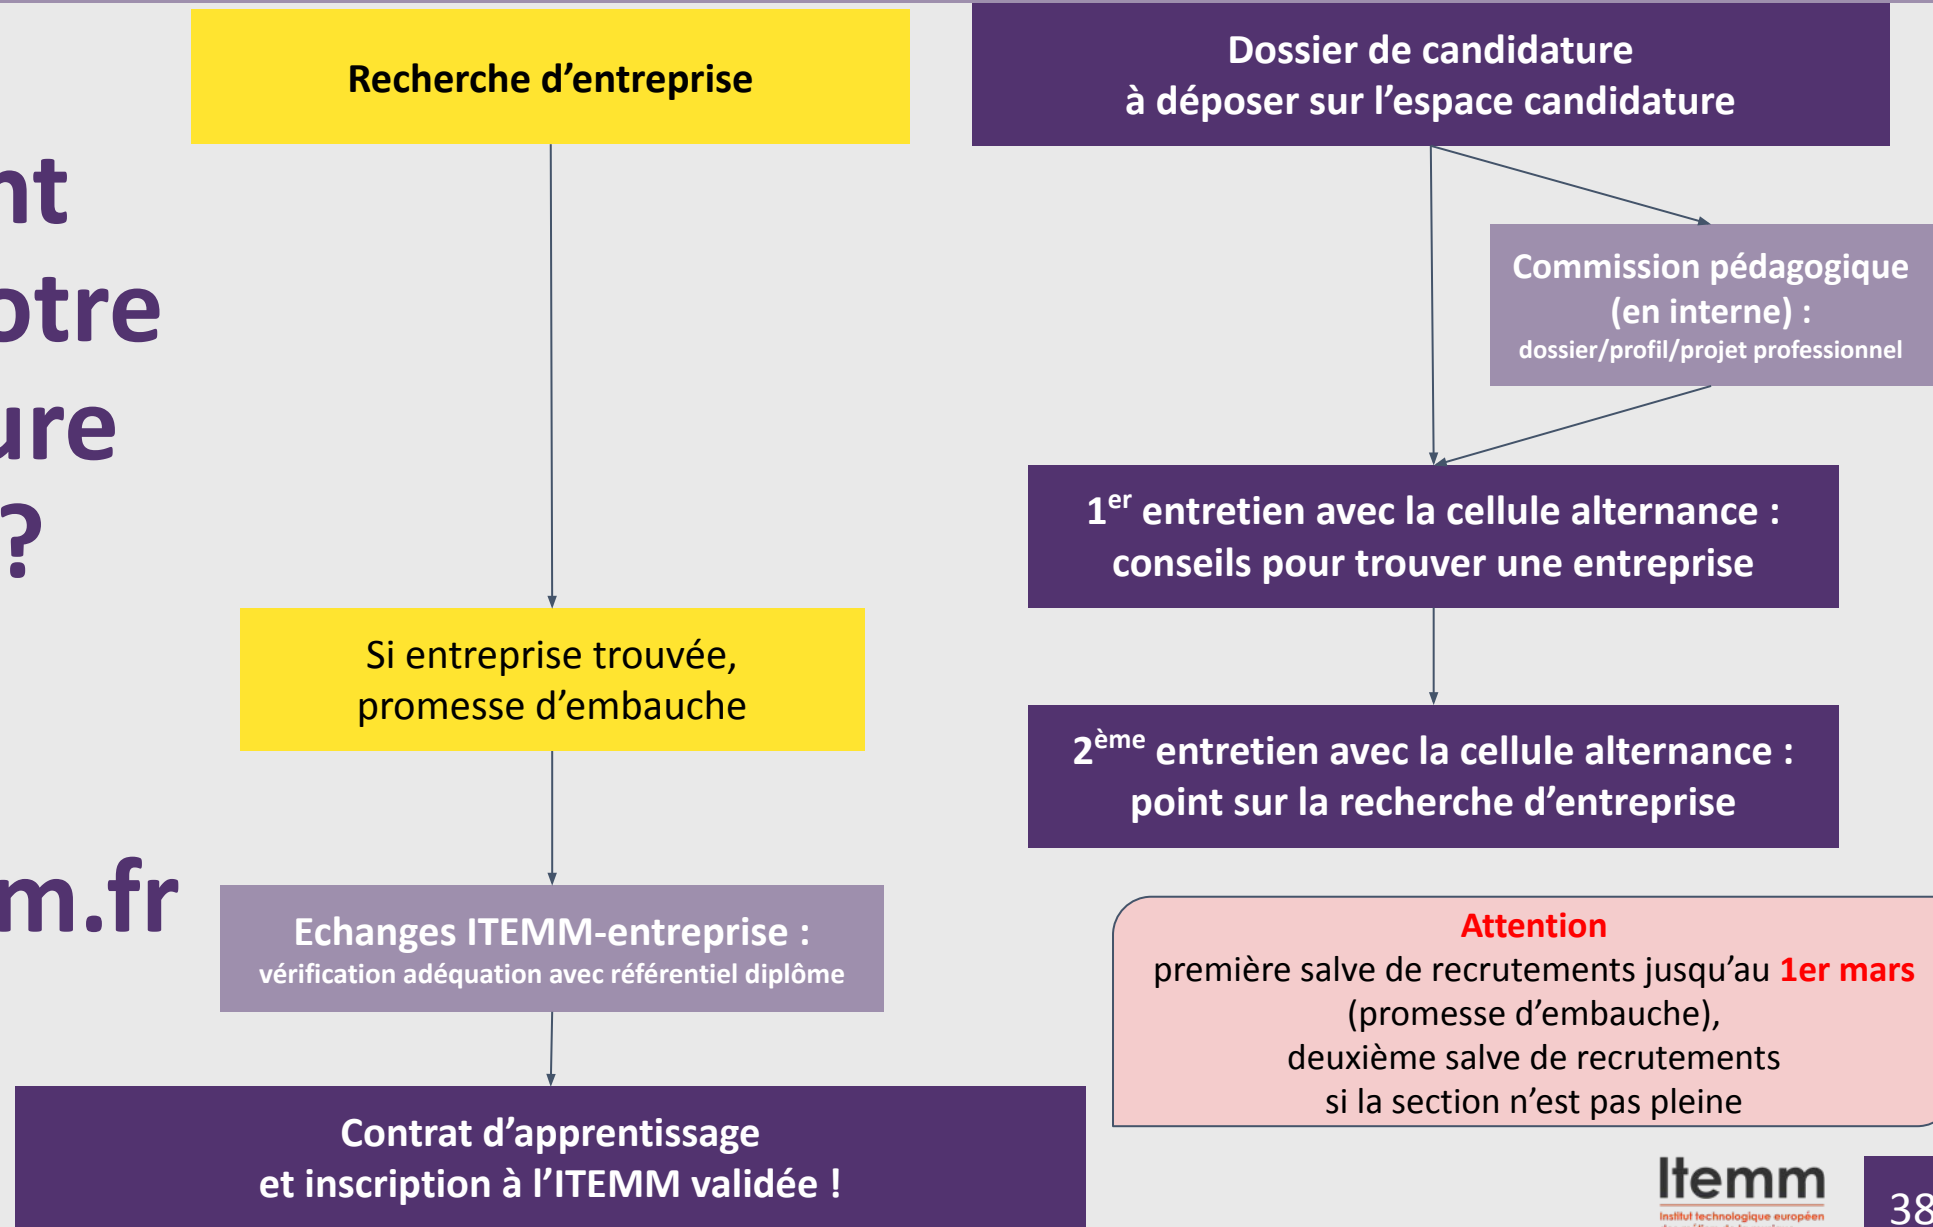 nt
otre
ure
?
m.fr
Recherche d’entreprise
Si entreprise trouvée,
promesse d’embauche
Echanges ITEMM-entreprise :
vérification adéquation avec référentiel diplôme
Contrat d’apprentissage
et inscription à l’ITEMM validée !
Dossier de candidature
à déposer sur l’espace candidature
Commission pédagogique
(en interne) :
dossier/profil/projet professionnel
1er entretien avec la cellule alternance :
conseils pour trouver une entreprise
2ème entretien avec la cellule alternance :
point sur la recherche d’entreprise
Attention
première salve de recrutements jusqu’au 1er mars
(promesse d’embauche),
deuxième salve de recrutements
si la section n’est pas pleine
Itemm
Institut technologique européen
38